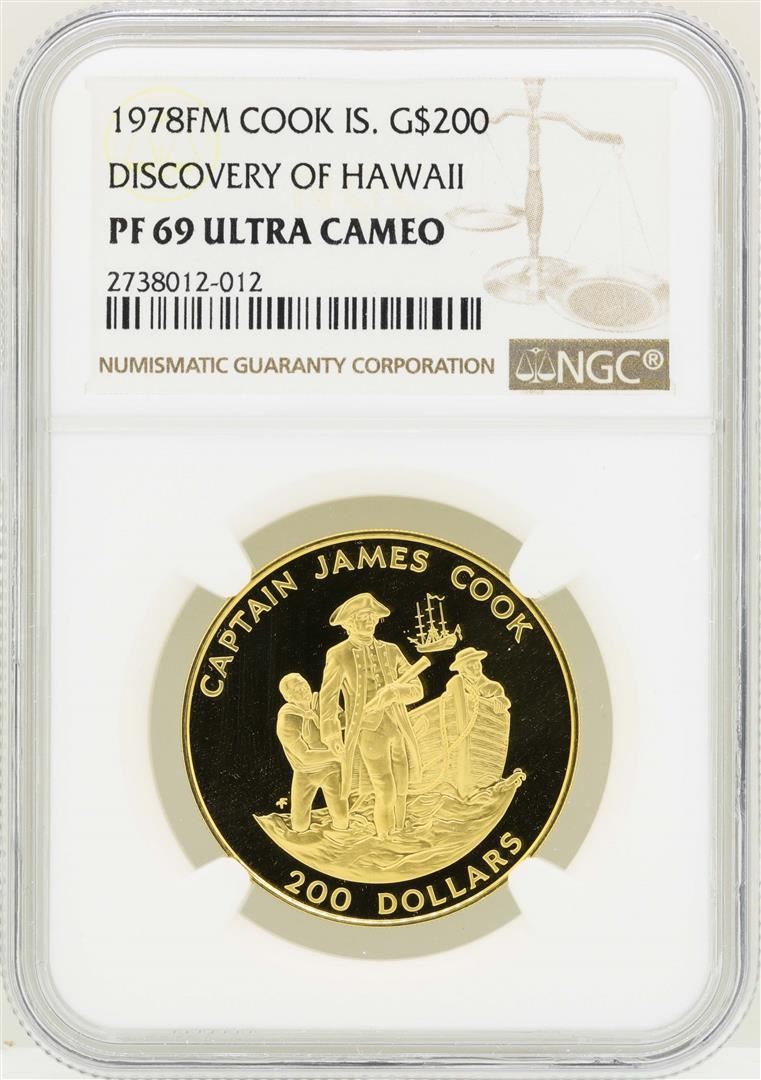 1978FM COOK IS. G$200
DISCOVERY OF HAWAII
PF 69 ULTRA CAMEO
2738012-012
NUMISMATIC GUARANTY CORPORATION
NGC®
CAPTAIN JAMES COOK
200 DOLLARS